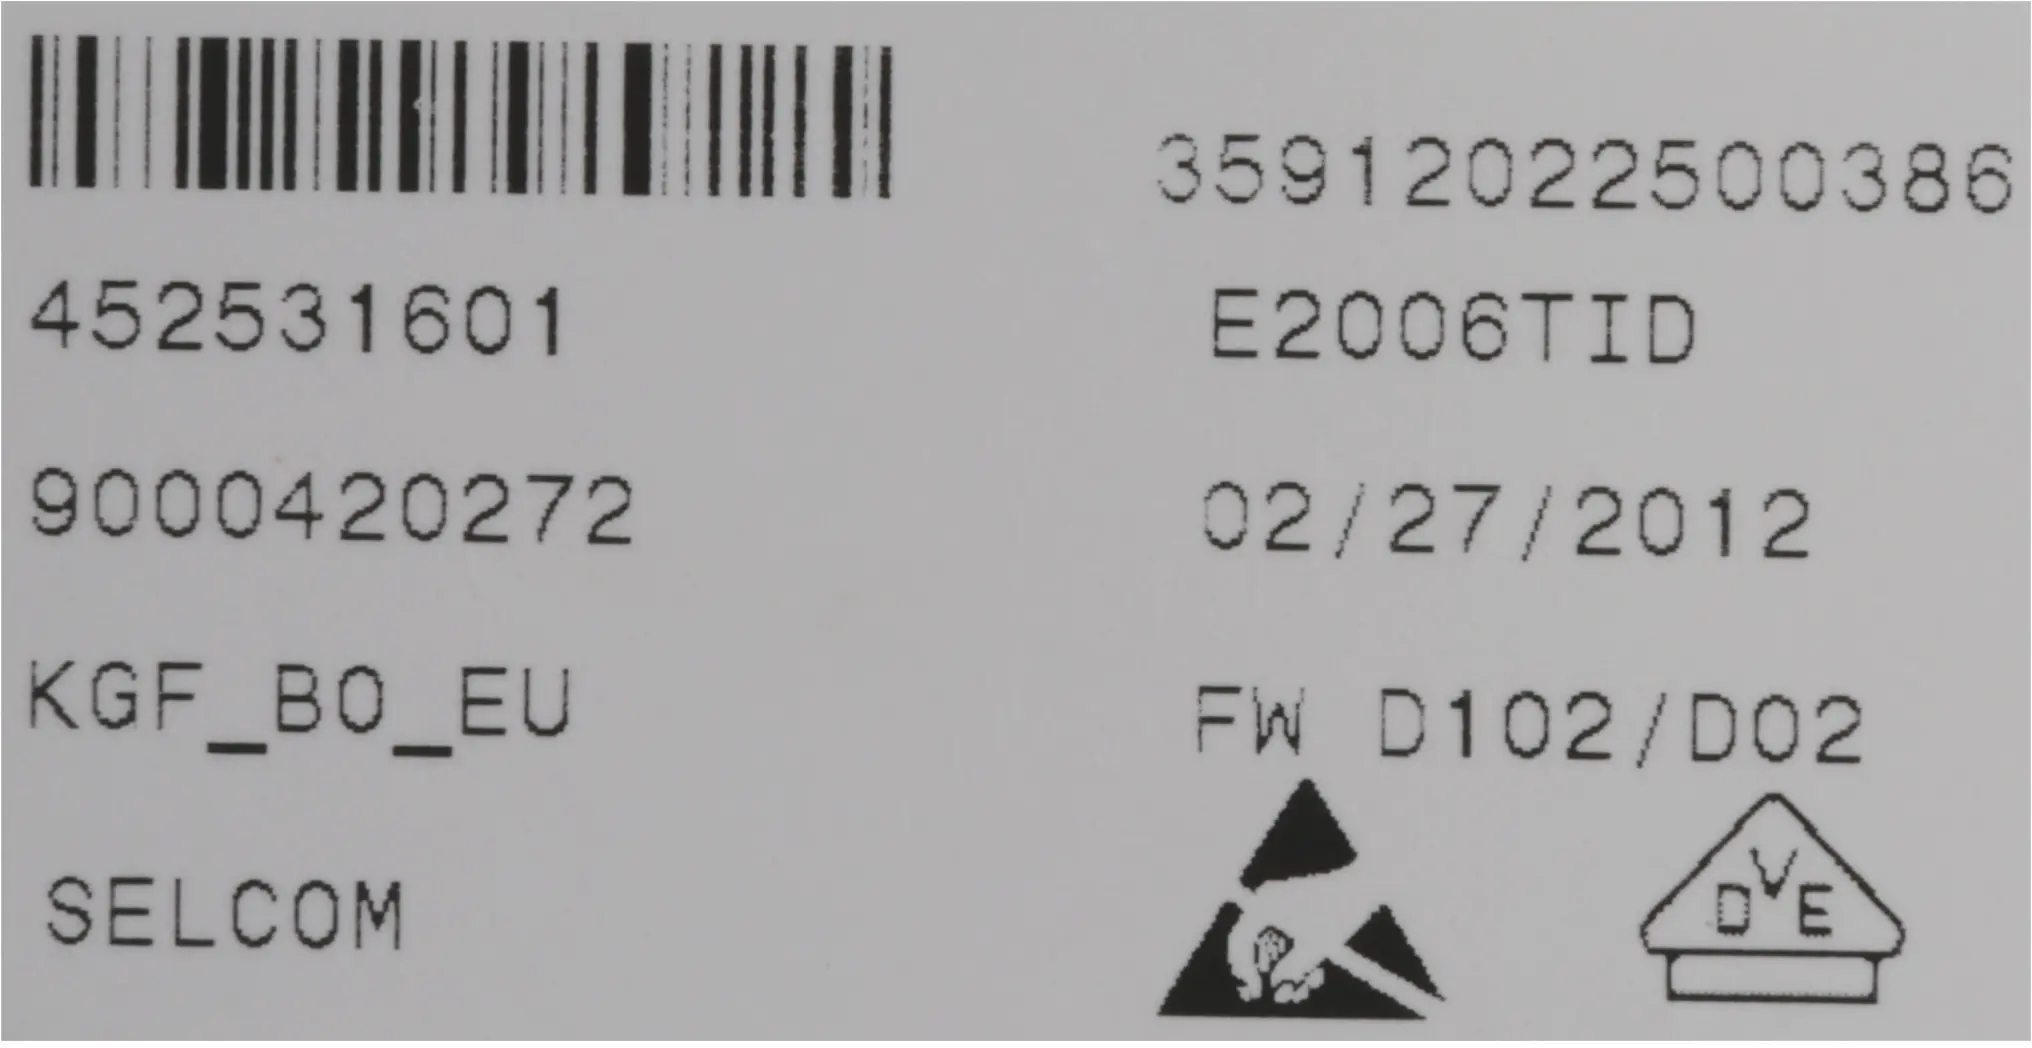 35912022500386
452531601
E2006TID
9000420272
02/27/2012
KGF_BO_EU
FW D102/D02
SELCOM
DVE